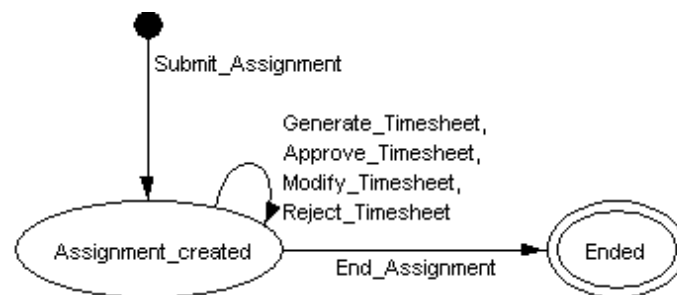 Submit_Assignment
Generate_Timesheet,
Approve_Timesheet,
Modify_Timesheet,
Reject_Timesheet
Assignment_created
Ended
End_Assignment